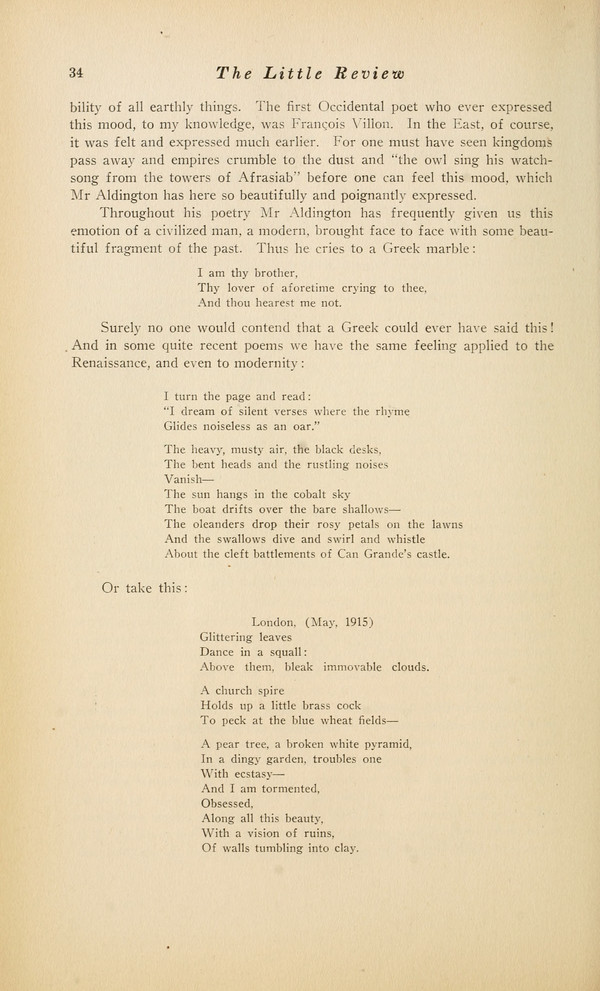 34 The Little Review
bility of all earthly things. The first Occidental poet who ever expressed
this mood, to my knowledge, was François Villon. In the East, of course,
it was felt and expressed much earlier. For one must have seen kingdoms
pass away and empires crumble to the dust and “the owl sing his watch-
song from the towers of Afrasiab” before one can feel this mood, which
Mr Aldington has here so beautifully and poignantly expressed.
Throughout his poetry Mr Aldington has frequently given us this
emotion of a civilized man, a modern, brought face to face with some beau-
tiful fragment of the past. Thus he cries to a Greek marble:
I am thy brother,
Thy lover of aforetime crying to thee,
And thou hearest me not.
Surely no one would contend that a Greek could ever have said this!
And in some quite recent poems we have the same feeling applied to the
Renaissance, and even to modernity:
I turn the page and read:
“I dream of silent verses where the rhyme
Glides noiseless as an oar.”
The heavy, musty air, the black desks,
The bent heads and the rustling noises
Vanish—
The sun hangs in the cobalt sky
The boat drifts over the bare shallows—
The oleanders drop their rosy petals on the lawns
And the swallows dive and swirl and whistle
About the cleft battlements of Can Grande's castle.
Or take this:
London, (May, 1915)
Glittering leaves
Dance in a squall:
Above them, bleak immovable clouds.
A church spire
Holds up a little brass cock
To peck at the blue wheat fields—
A pear tree, a broken white pyramid,
In a dingy garden, troubles one
With ecstasy—
And I am tormented,
Obsessed,
Along all this beauty,
With a vision of ruins,
Of walls tumbling into clay.